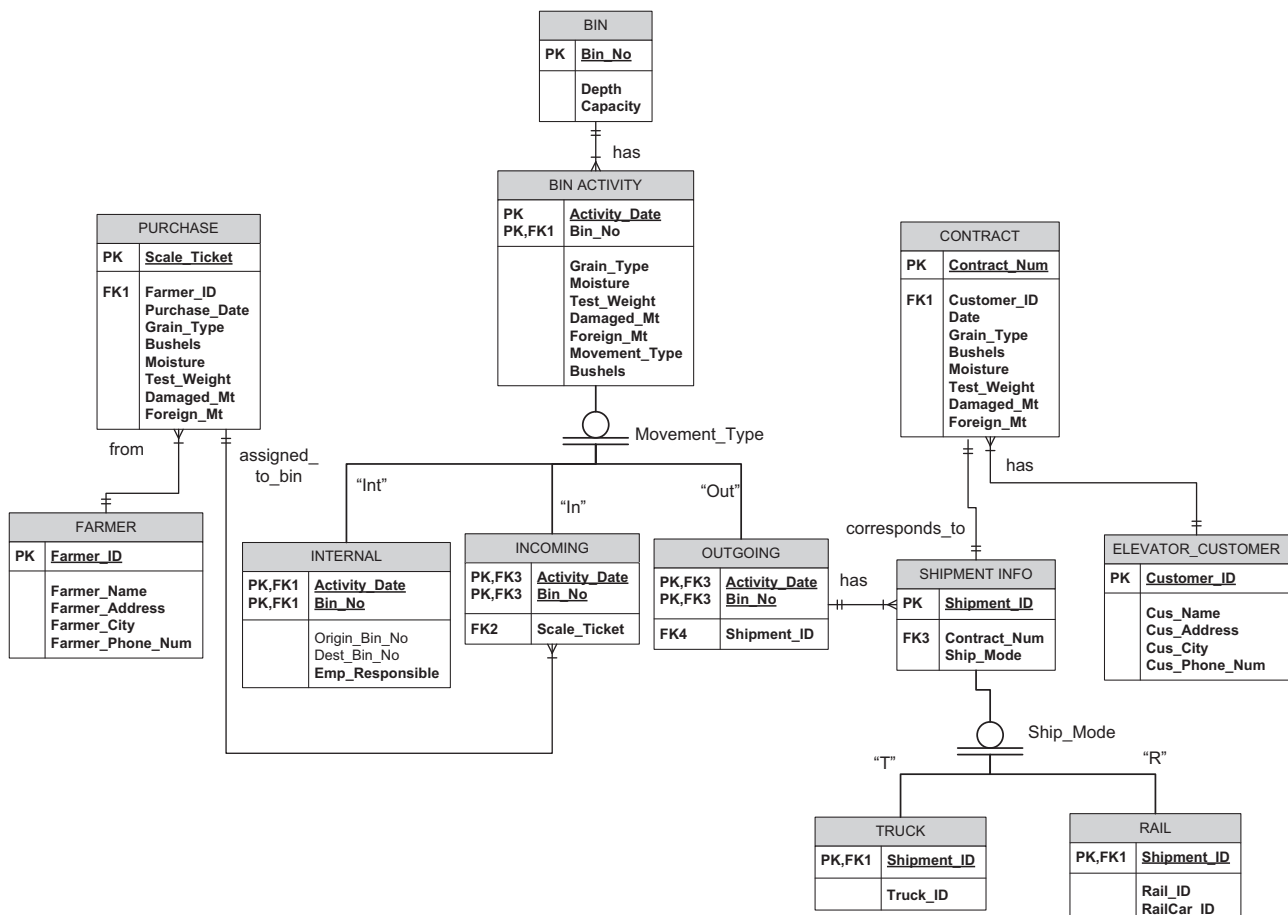 BIN
PK Bin_No
Depth
Capacity
has
BIN ACTIVITY
PK Activity_Date
PK,FK1 Bin_No
Grain_Type
Moisture
Test_Weight
Damaged_Mt
Foreign_Mt
Movement_Type
Bushels
PURCHASE
PK Scale_Ticket
FK1 Farmer_ID
Purchase_Date
Grain_Type
Bushels
Moisture
Test_Weight
Damaged_Mt
Foreign_Mt
CONTRACT
PK Contract_Num
FK1 Customer_ID
Date
Grain_Type
Bushels
Moisture
Test_Weight
Damaged_Mt
Foreign_Mt
from
assigned_
to_bin
Movement_Type
has
“Int”
“In”
“Out”
corresponds_to
FARMER
PK Farmer_ID
Farmer_Name
Farmer_Address
Farmer_City
Farmer_Phone_Num
INTERNAL
PK,FK1 Activity_Date
PK,FK1 Bin_No
Origin_Bin_No
Dest_Bin_No
Emp_Responsible
INCOMING
PK,FK3 Activity_Date
PK,FK3 Bin_No
FK2 Scale_Ticket
OUTGOING
PK,FK3 Activity_Date
PK,FK3 Bin_No
FK4 Shipment_ID
has
SHIPMENT INFO
PK Shipment_ID
FK3 Contract_Num
Ship_Mode
ELEVATOR_CUSTOMER
PK Customer_ID
Cus_Name
Cus_Address
Cus_City
Cus_Phone_Num
Ship_Mode
“T”
“R”
TRUCK
PK,FK1 Shipment_ID
Truck_ID
RAIL
PK,FK1 Shipment_ID
Rail_ID
RailCar_ID